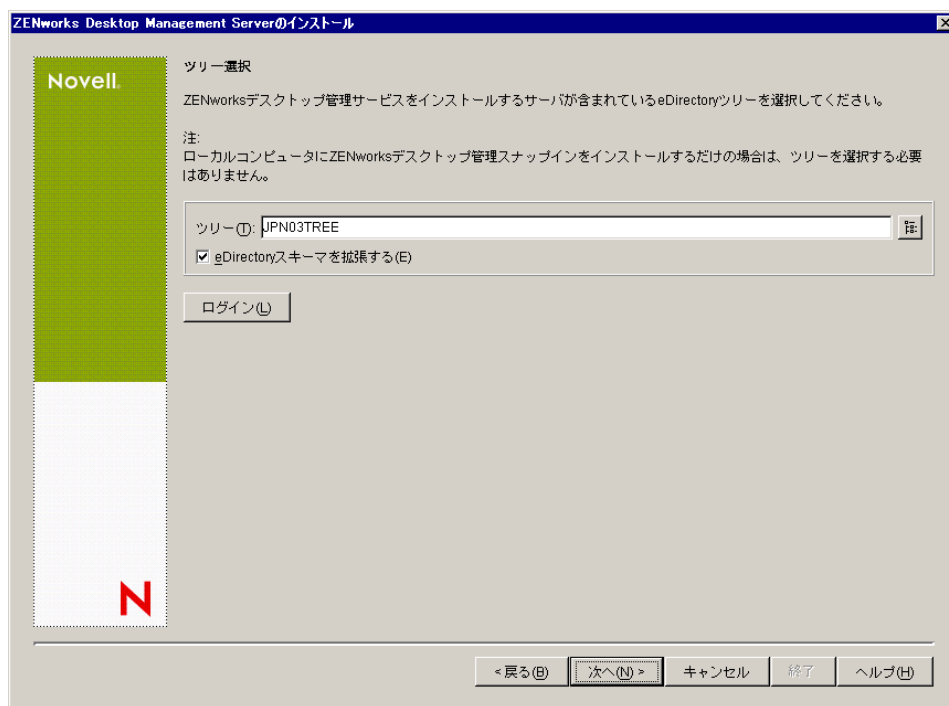 ZENworks Desktop Management Serverのインストール
Novell.
ツリー選択
ZENworksデスクトップ管理サービスをインストールするサーバが含まれているeDirectoryツリーを選択してください。
注:
ローカルコンピュータにZENworksデスクトップ管理スナップインをインストールするだけの場合は、ツリーを選択する必要
はありません。
ツリー(T): JPN03TREE
eDirectoryスキーマを拡張する(E)
ログイン(L)
N
<戻る(B) 次へ(N)> キャンセル 終了 ヘルプ(H)